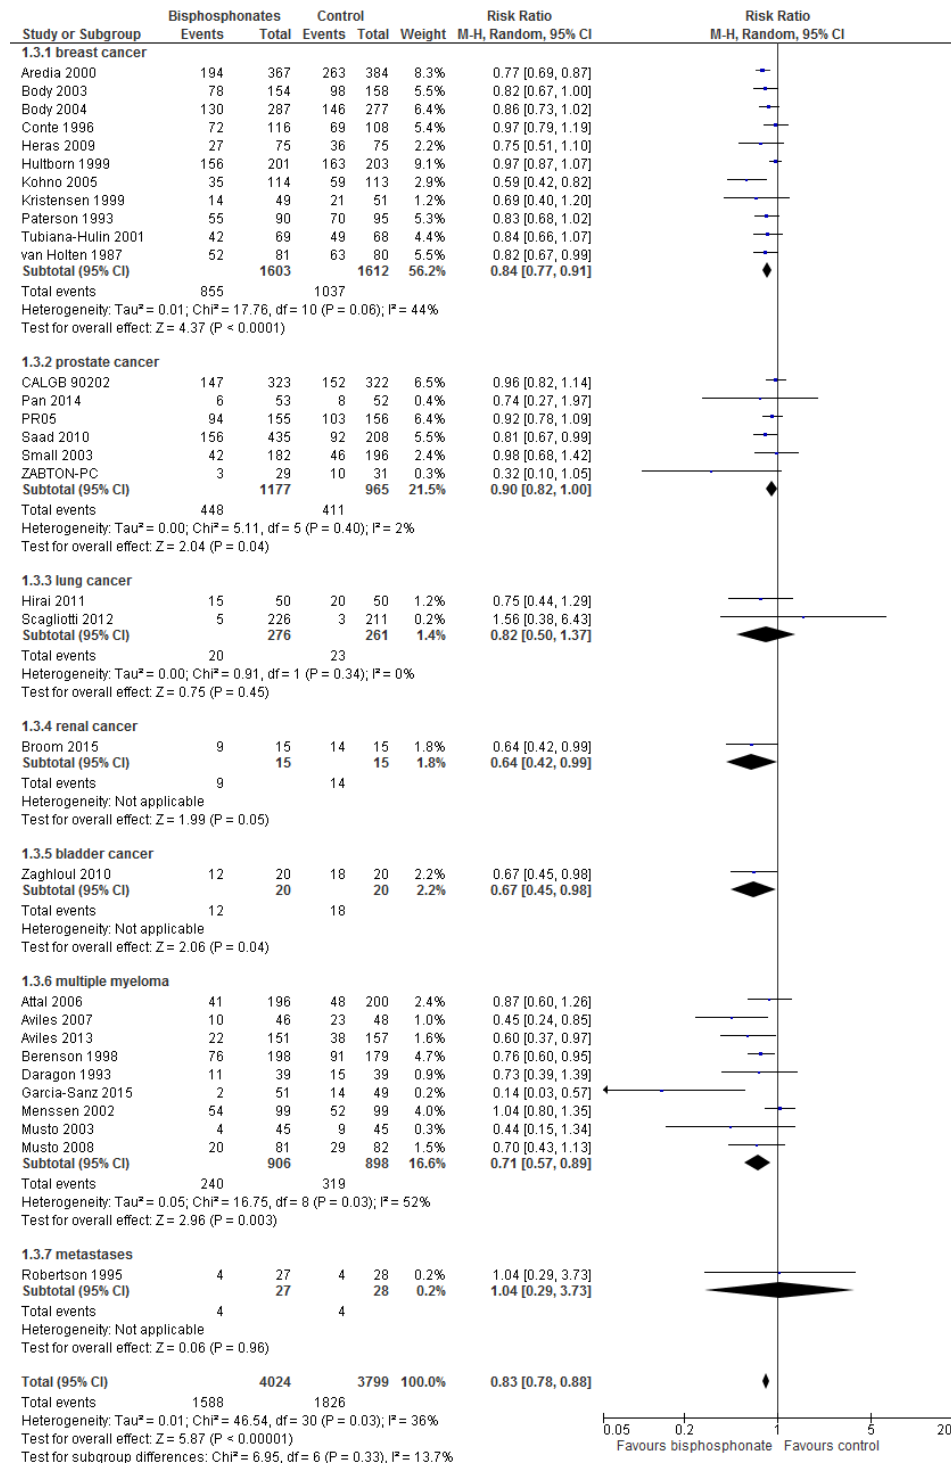 Bisphosphonates Control Risk Ratio Risk Ratio
Study or Subgroup Events Total Events Total Weight M-H, Random, 95% CI M-H, Random, 95% CI
1.3.1 breast cancer
Aredia 2000 194 367 263 384 8.3% 0.77 [0.69, 0.87]
Body 2003 78 154 98 158 5.5% 0.82 [0.67, 1.00]
Body 2004 130 287 146 277 6.4% 0.86 [0.73, 1.02]
Conte 1996 72 116 69 108 5.4% 0.97 [0.79, 1.19]
Heras 2009 27 75 36 75 2.4% 0.75 [0.51, 1.10]
Hultborn 1999 156 201 163 203 9.1% 0.97 [0.87, 1.07]
Kohno 2005 35 114 59 113 2.9% 0.59 [0.42, 0.82]
Kristensen 1999 14 49 21 51 1.2% 0.69 [0.40, 1.20]
Paterson 1993 55 90 70 95 5.3% 0.83 [0.68, 1.02]
Tubiana-Hulin 2001 42 69 49 68 4.4% 0.84 [0.66, 1.07]
van Holten 1987 52 81 63 80 5.5% 0.82 [0.67, 0.99]
Subtotal (95% CI) 1603 1612 56.2% 0.84 [0.77, 0.91]
Total events 855 1037
Heterogeneity: Tau² = 0.01; Chi² = 17.76, df = 10 (P = 0.06); I² = 44%
Test for overall effect: Z = 4.37 (P < 0.0001)
1.3.2 prostate cancer
CALGB 90202 147 323 152 322 6.5% 0.96 [0.82, 1.14]
Pan 2014 6 53 8 52 0.4% 0.74 [0.27, 1.97]
PR05 94 155 103 156 6.4% 0.92 [0.78, 1.09]
Saad 2010 156 435 92 208 5.5% 0.81 [0.67, 0.99]
Small 2003 42 182 46 196 2.5% 0.98 [0.68, 1.42]
ZABTON-PC 3 29 10 31 0.3% 0.32 [0.10, 1.05]
Subtotal (95% CI) 1177 965 21.5% 0.90 [0.82, 1.00]
Total events 448 411
Heterogeneity: Tau² = 0.00; Chi² = 5.11, df = 5 (P = 0.40); I² = 2%
Test for overall effect: Z = 2.04 (P = 0.04)
1.3.3 lung cancer
Hirai 2011 15 50 20 50 1.2% 0.75 [0.44, 1.29]
Scagliotti 2012 5 226 3 211 0.2% 1.56 [0.38, 6.43]
Subtotal (95% CI) 276 261 1.4% 0.82 [0.50, 1.37]
Total events 20 23
Heterogeneity: Tau² = 0.00; Chi² = 0.91, df = 1 (P = 0.34); I² = 0%
Test for overall effect: Z = 0.75 (P = 0.45)
1.3.4 renal cancer
Broom 2015 9 15 14 15 1.8% 0.64 [0.42, 0.99]
Subtotal (95% CI) 15 15 1.8% 0.64 [0.42, 0.99]
Total events 9 14
Heterogeneity: Not applicable
Test for overall effect: Z = 1.99 (P = 0.05)
1.3.5 bladder cancer
Zaghloul 2010 12 20 18 20 2.2% 0.67 [0.45, 0.98]
Subtotal (95% CI) 20 20 2.2% 0.67 [0.45, 0.98]
Total events 12 18
Heterogeneity: Not applicable
Test for overall effect: Z = 2.06 (P = 0.04)
1.3.6 multiple myeloma
Attal 2006 41 196 48 200 2.4% 0.87 [0.60, 1.26]
Aviles 2007 10 46 23 48 1.0% 0.45 [0.24, 0.85]
Aviles 2013 22 151 38 157 1.6% 0.60 [0.37, 0.97]
Berenson 1998 76 198 91 179 4.7% 0.76 [0.60, 0.95]
Daragon 1993 11 39 15 39 0.9% 0.73 [0.39, 1.39]
Garcia-Sanz 2015 2 51 14 49 0.2% 0.14 [0.03, 0.57]
Menssen 2002 54 99 52 99 4.0% 1.04 [0.80, 1.35]
Musto 2003 4 45 9 45 0.3% 0.44 [0.15, 1.34]
Musto 2008 20 81 29 82 1.5% 0.70 [0.43, 1.13]
Subtotal (95% CI) 906 898 16.6% 0.71 [0.57, 0.89]
Total events 240 319
Heterogeneity: Tau² = 0.05; Chi² = 16.75, df = 8 (P = 0.03); I² = 52%
Test for overall effect: Z = 2.96 (P = 0.003)
1.3.7 metastases
Robertson 1995 4 27 4 28 0.2% 1.04 [0.29, 3.73]
Subtotal (95% CI) 27 28 0.2% 1.04 [0.29, 3.73]
Total events 4 4
Heterogeneity: Not applicable
Test for overall effect: Z = 0.06 (P = 0.96)
Total (95% CI) 4024 3799 100.0% 0.83 [0.78, 0.88]
Total events 1588 1826
Heterogeneity: Tau² = 0.01; Chi² = 46.54, df = 30 (P = 0.03); I² = 36%
Test for overall effect: Z = 5.87 (P < 0.00001)
Test for subgroup differences: Chi² = 6.95, df = 6 (P = 0.33), I² = 13.7%
0.05 0.2 1 5 20
Favours bisphosphonate Favours control